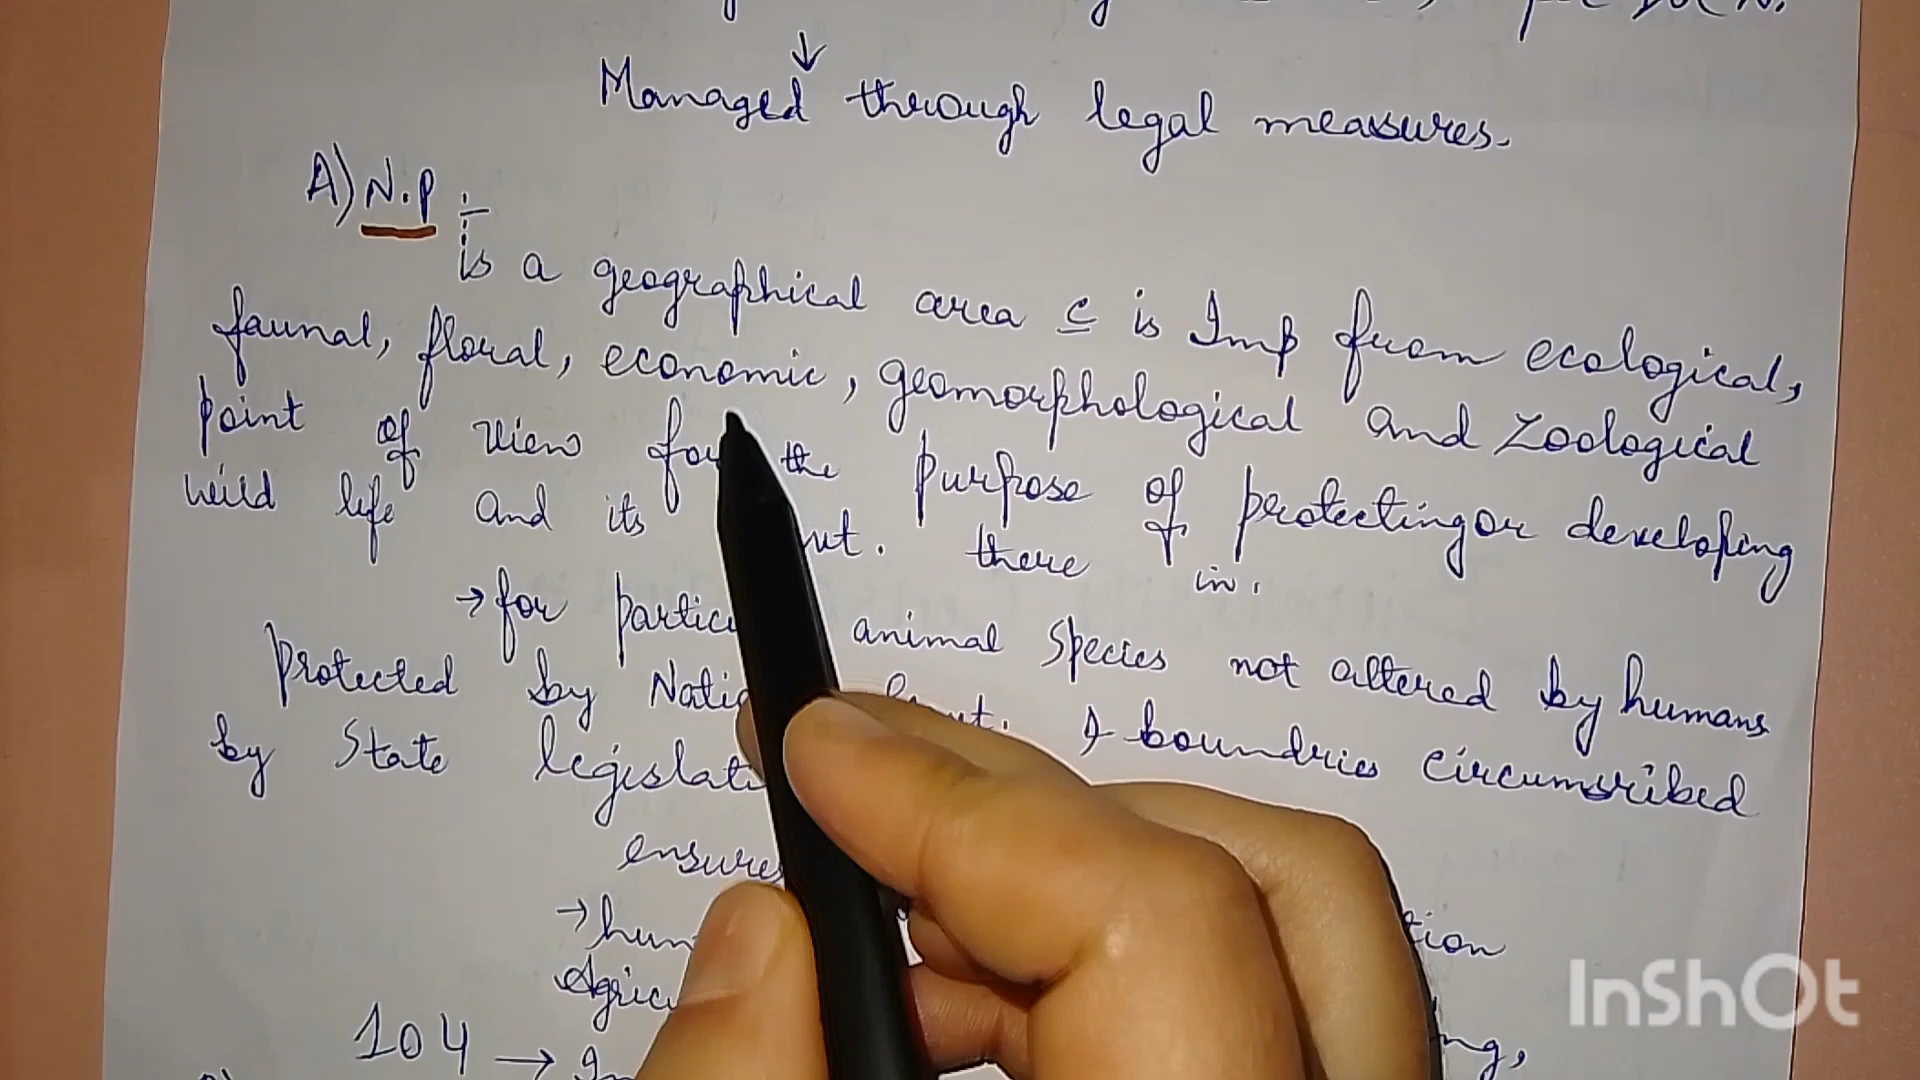 Managed through legal measures.
A) N.P :-
is a geographical area c is Imp from ecological,
faunal, floral, economic, geomorphological and Zoological
point of view for the purpose of protecting or developing
wild life and its there in.
→ for animal species not altered by humans
protected by & boundries circumsribed
by State
ensures
→
104 →
InShOt